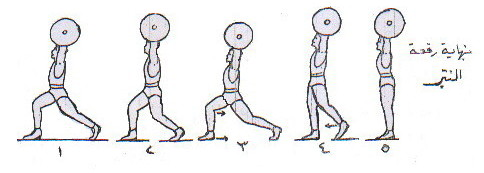 نهاية رفعة
النتر
١ ٢ ٣ ٤ ٥